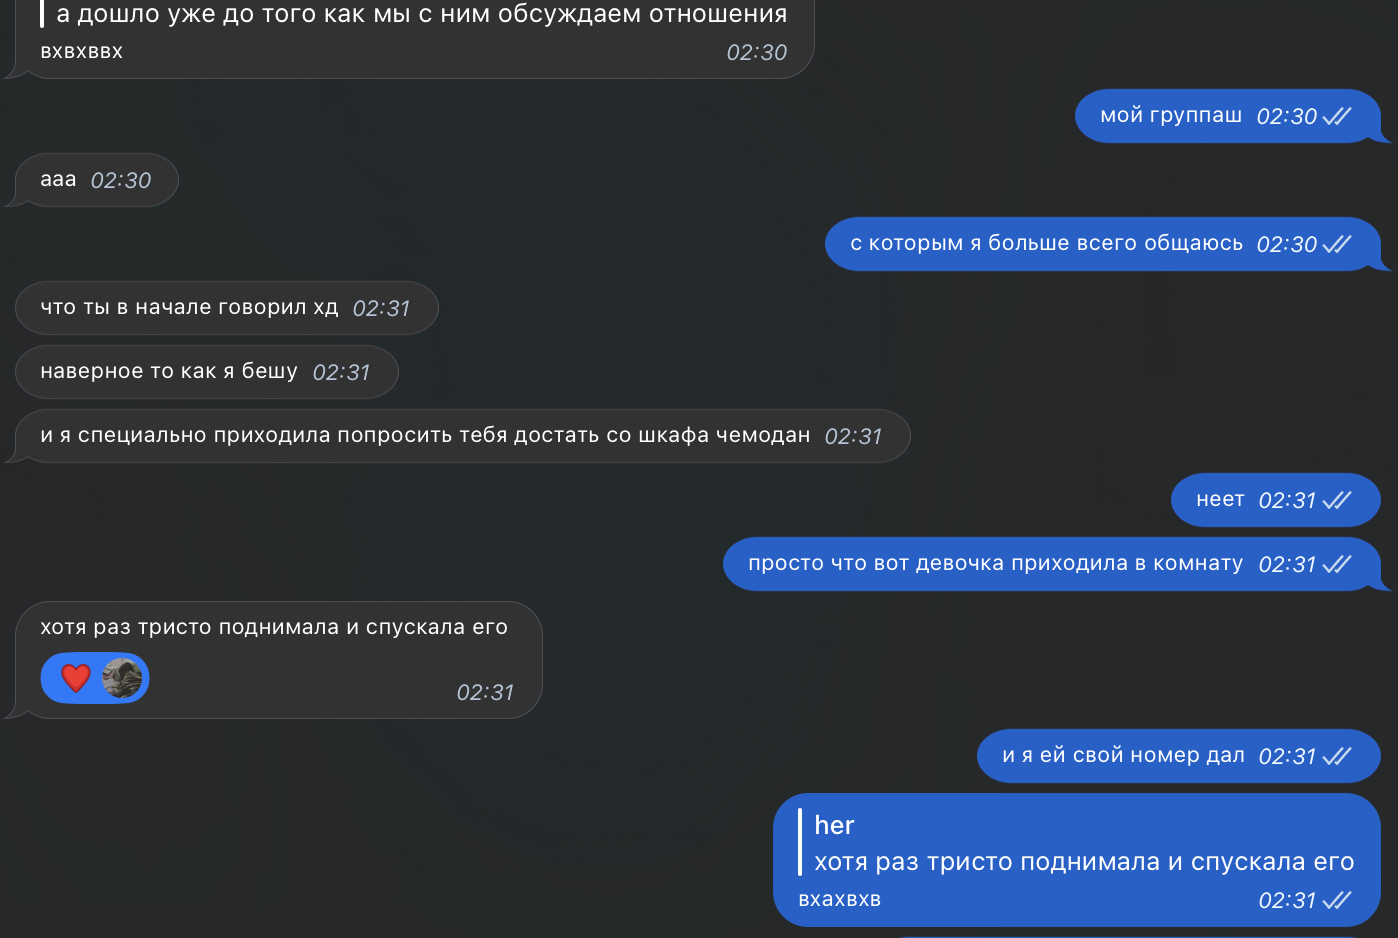 а дошло уже до того как мы с ним обсуждаем отношения
вхвхввх
02:30
мой группаш 02:30
ааа 02:30
с которым я больше всего общаюсь 02:30
что ты в начале говорил хд 02:31
наверное то как я бешу 02:31
и я специально приходила попросить тебя достать со шкафа чемодан 02:31
неет 02:31
просто что вот девочка приходила в комнату 02:31
хотя раз тристо поднимала и спускала его
02:31
и я ей свой номер дал 02:31
her
хотя раз тристо поднимала и спускала его
вхахвхв
02:31